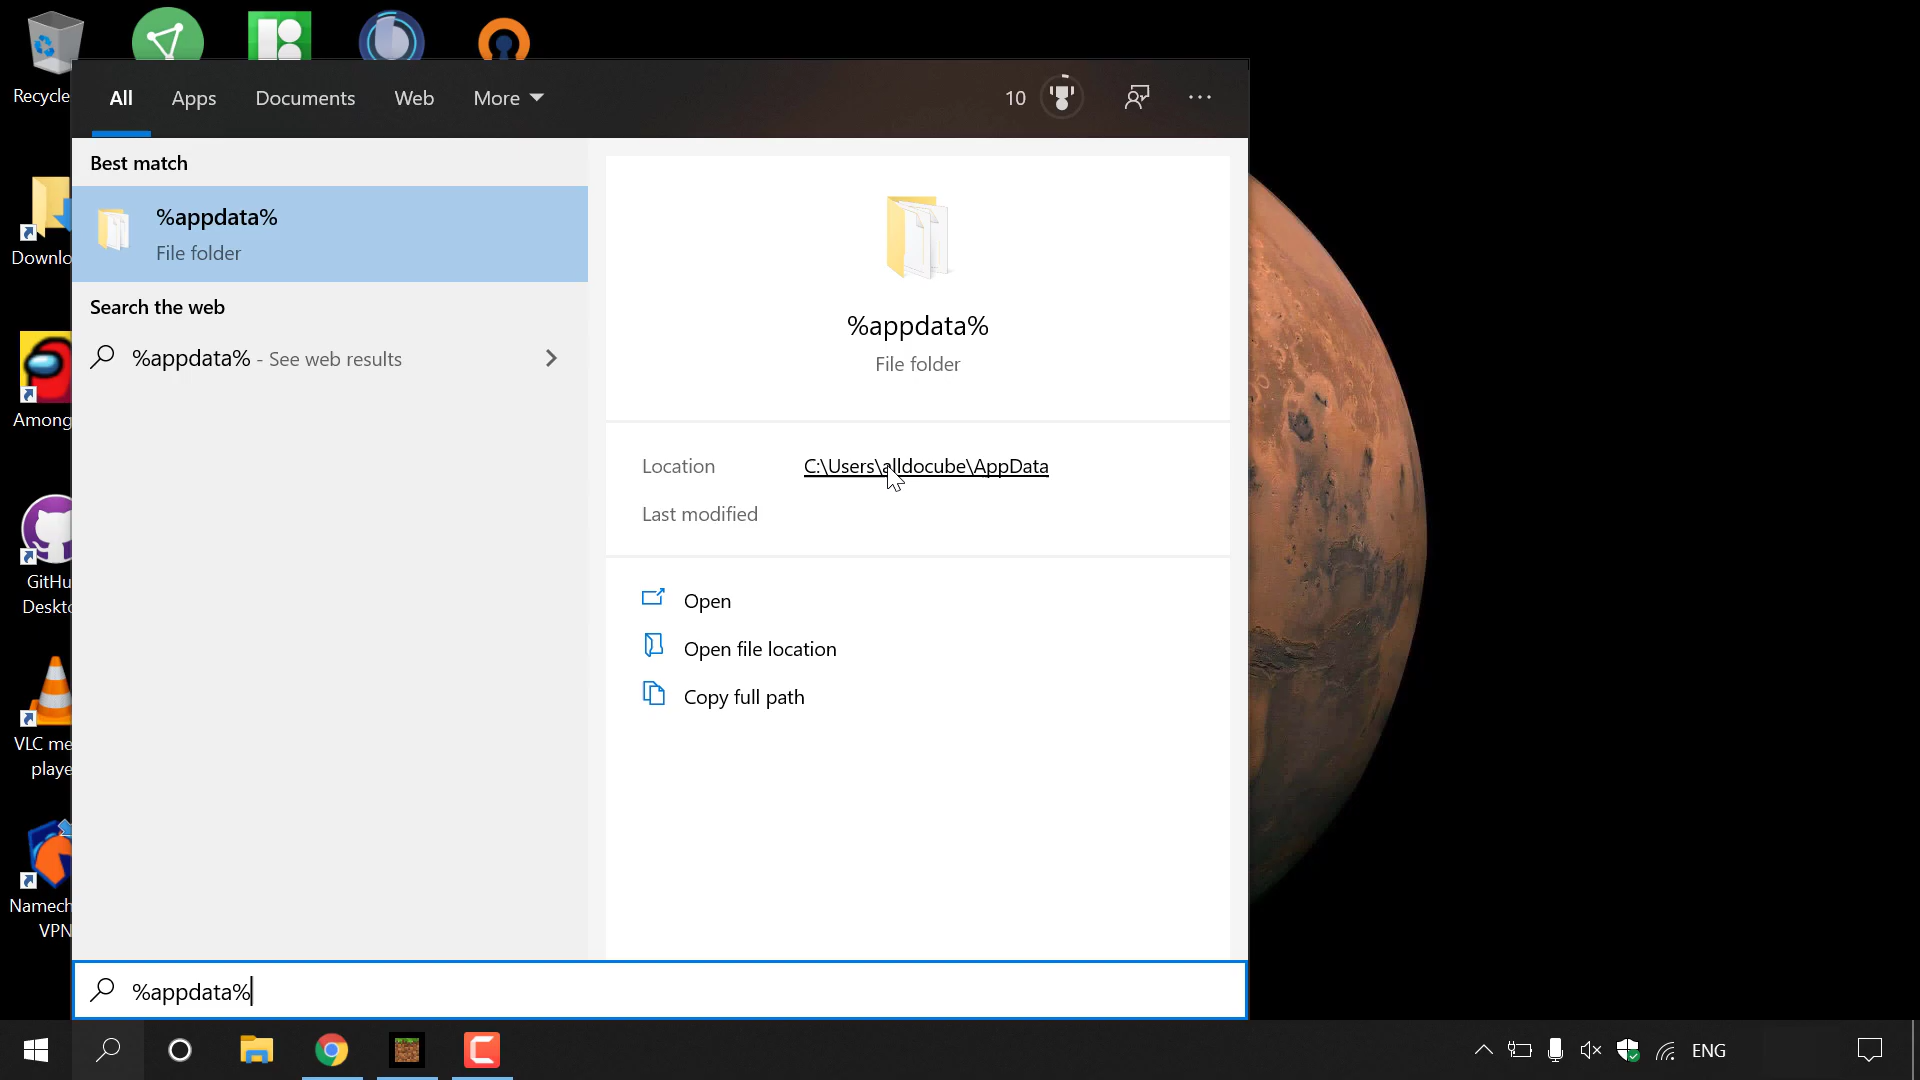 Recycle
All
Apps
Documents
Web
More
10
Best match
%appdata%
File folder
Search the web
%appdata% - See web results
%appdata%
File folder
Location
C:\Users\alldocube\AppData
Last modified
Open
Open file location
Copy full path
Downlo
Among
GitHu
Deskto
VLC me
playe
Namech
VPN
%appdata%
ENG